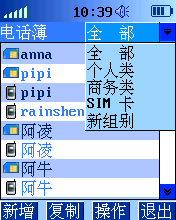 10:39
电话簿 全 部
anna
pipi
pipi
rainshen
阿凌
阿凌
阿牛
阿牛
全 部
个人类
商务类
SIM 卡
新组别
新增 复制 操作 退出